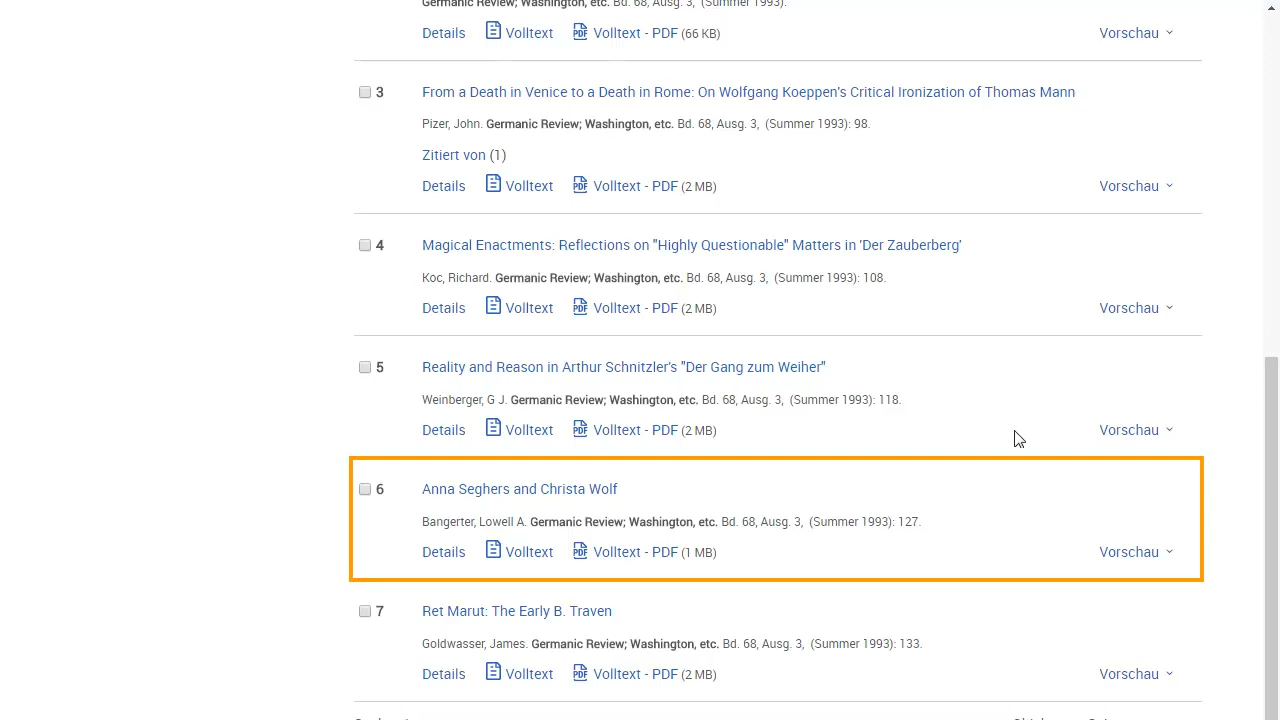 Germanic Review; Washington, etc. Bd. 68, Ausg. 3, (Summer 1993).
Details Volltext PDF Volltext - PDF (66 KB) Vorschau
3 From a Death in Venice to a Death in Rome: On Wolfgang Koeppen's Critical Ironization of Thomas Mann
Pizer, John. Germanic Review; Washington, etc. Bd. 68, Ausg. 3, (Summer 1993): 98.
Zitiert von (1)
Details Volltext PDF Volltext - PDF (2 MB) Vorschau
4 Magical Enactments: Reflections on "Highly Questionable" Matters in 'Der Zauberberg'
Koc, Richard. Germanic Review; Washington, etc. Bd. 68, Ausg. 3, (Summer 1993): 108.
Details Volltext PDF Volltext - PDF (2 MB) Vorschau
5 Reality and Reason in Arthur Schnitzler's "Der Gang zum Weiher"
Weinberger, G J. Germanic Review; Washington, etc. Bd. 68, Ausg. 3, (Summer 1993): 118.
Details Volltext PDF Volltext - PDF (2 MB) Vorschau
6 Anna Seghers and Christa Wolf
Bangerter, Lowell A. Germanic Review; Washington, etc. Bd. 68, Ausg. 3, (Summer 1993): 127.
Details Volltext PDF Volltext - PDF (1 MB) Vorschau
7 Ret Marut: The Early B. Traven
Goldwasser, James. Germanic Review; Washington, etc. Bd. 68, Ausg. 3, (Summer 1993): 133.
Details Volltext PDF Volltext - PDF (2 MB) Vorschau